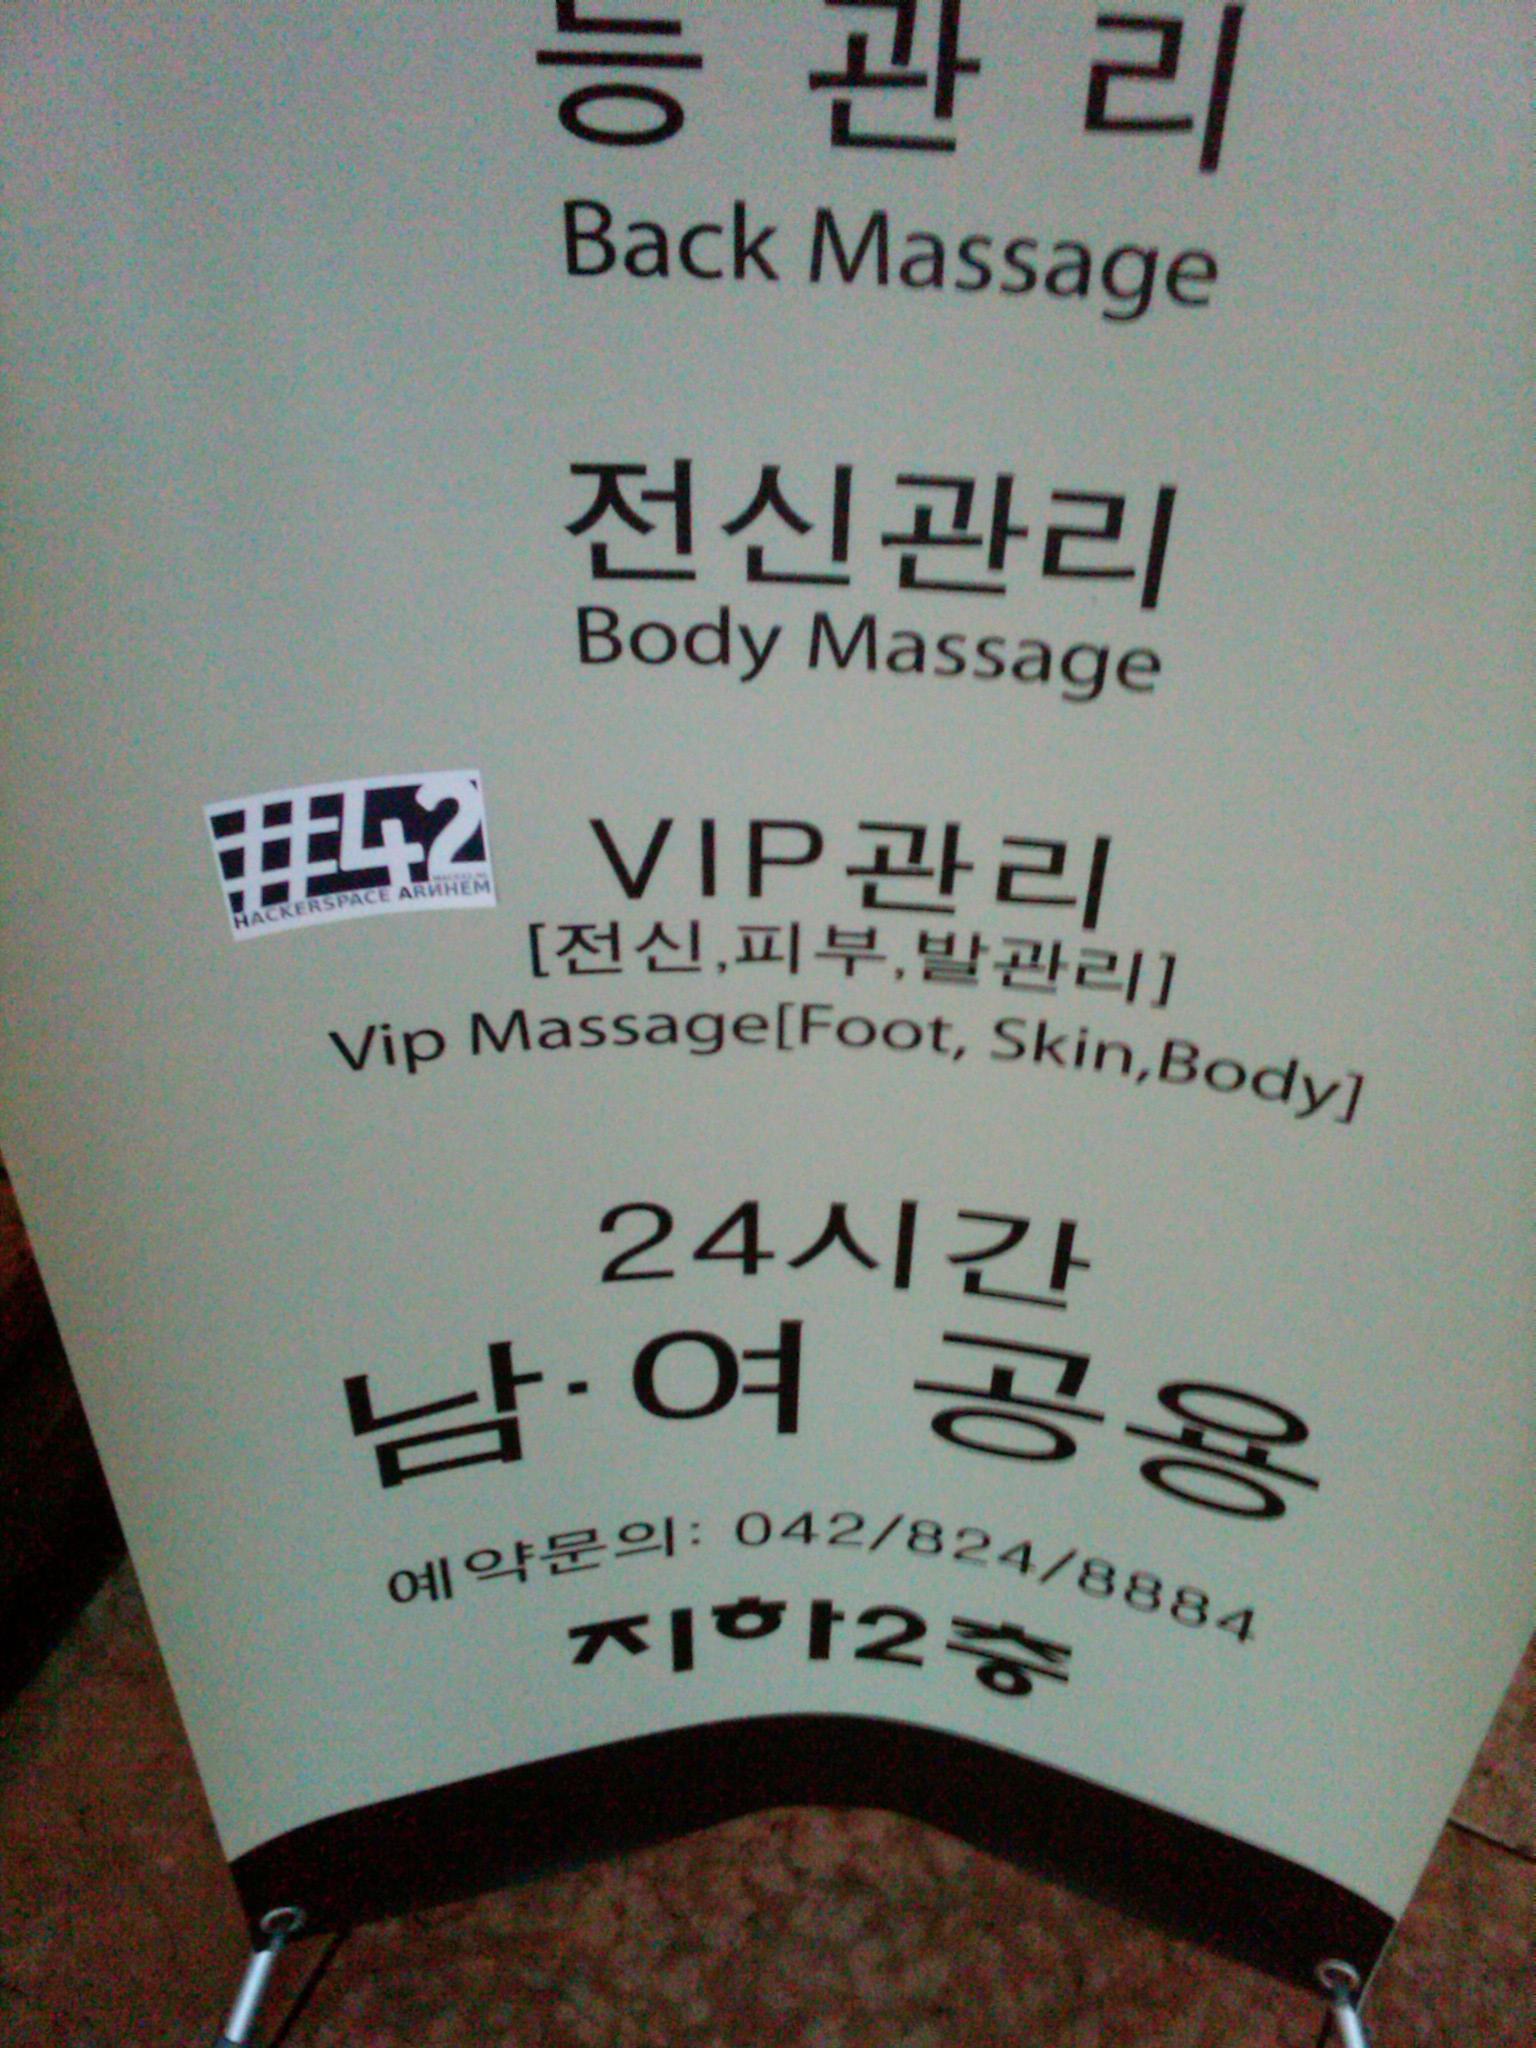 등 관 리
Back Massage
전신관리
Body Massage
#42
HACKERSPACE ARNHEM
VIP관리
[전신,피부,발관리]
Vip Massage[Foot, Skin,Body]
24시간
남·여 공용
예약문의: 042/824/8884
지하2층